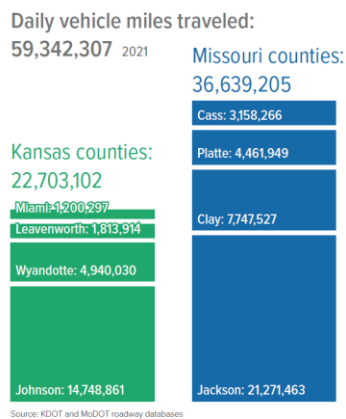 Daily vehicle miles traveled:
59,342,307 2021
Missouri counties:
36,639,205
Cass: 3,158,266
Platte: 4,461,949
Clay: 7,747,527
Jackson: 21,271,463
Kansas counties:
22,703,102
Miami: 1,200,297
Leavenworth: 1,813,914
Wyandotte: 4,940,030
Johnson: 14,748,861
Source: KDOT and MoDOT roadway databases